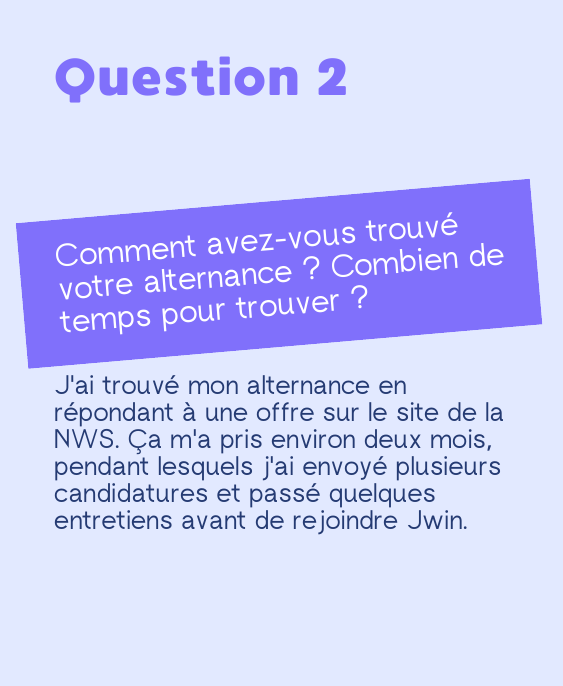 Question 2
Comment avez-vous trouvé
votre alternance ? Combien de
temps pour trouver ?
J'ai trouvé mon alternance en
répondant à une offre sur le site de la
NWS. Ça m'a pris environ deux mois,
pendant lesquels j'ai envoyé plusieurs
candidatures et passé quelques
entretiens avant de rejoindre Jwin.